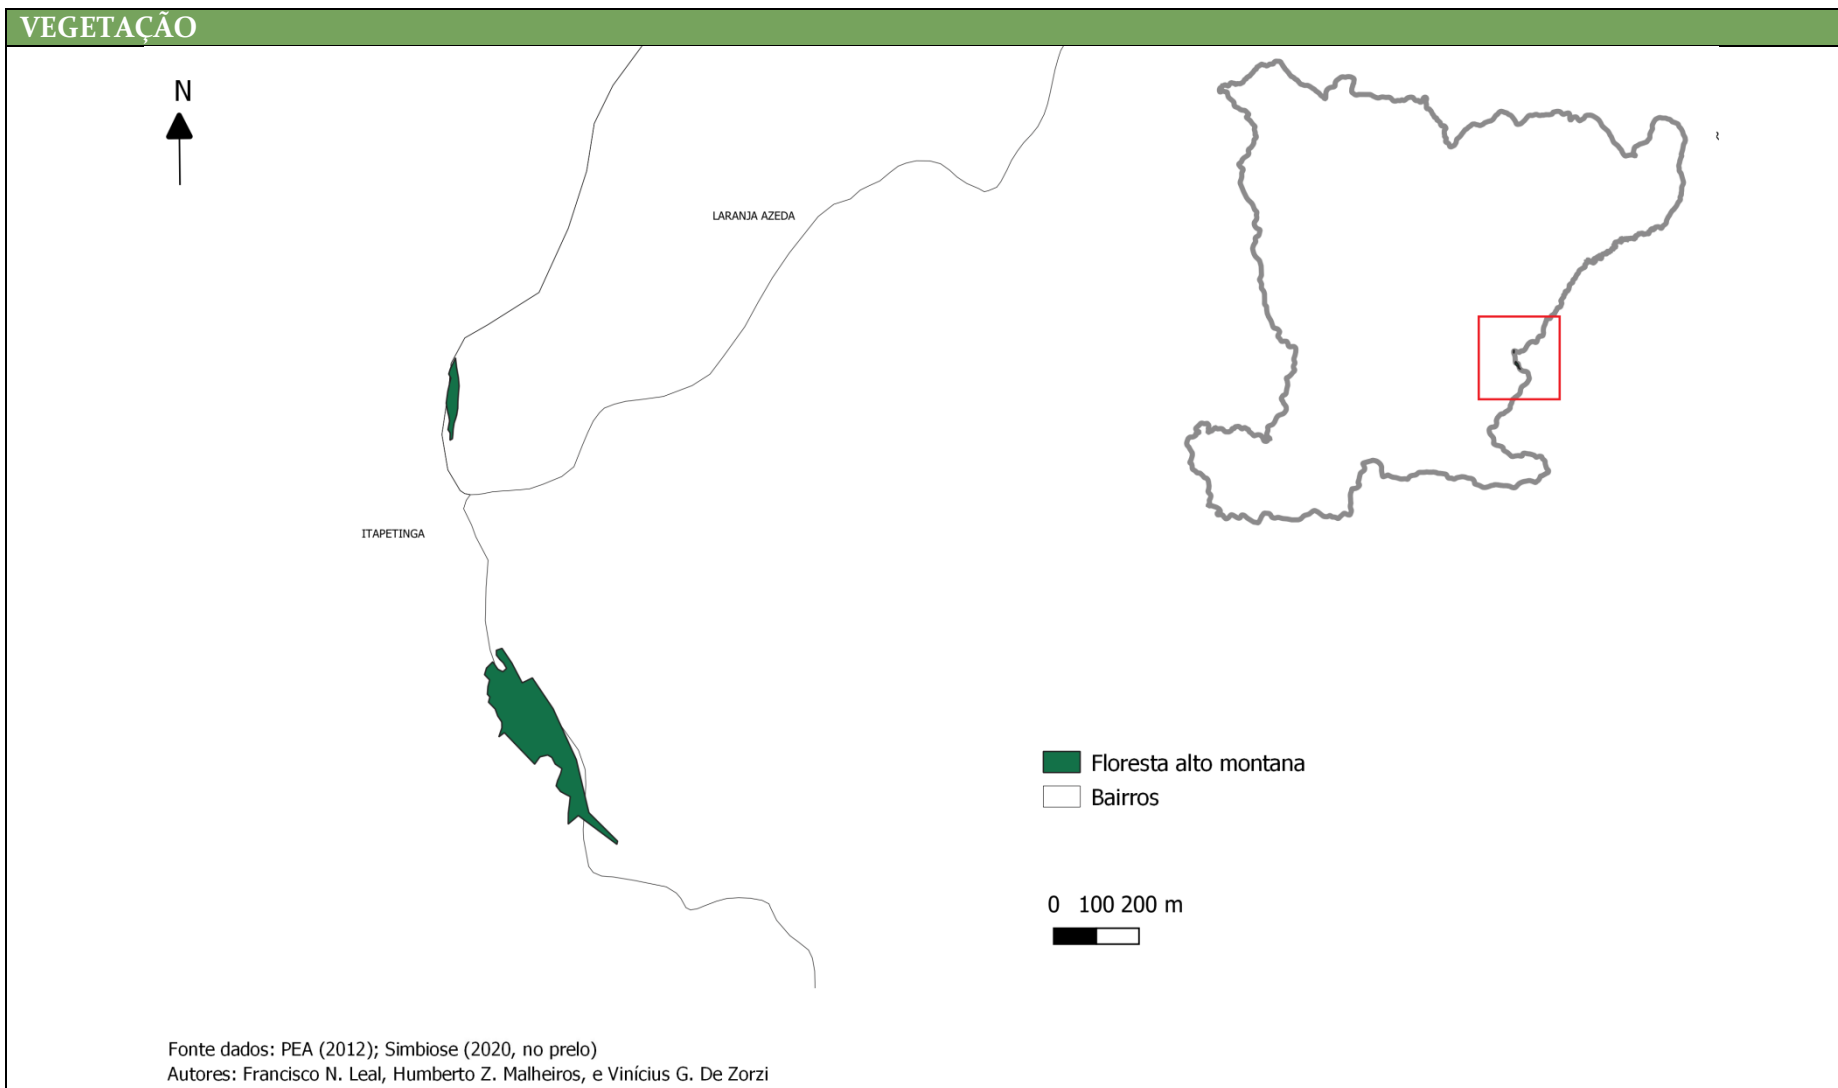 VEGETAÇÃO
N
LARANJA AZEDA
ITAPETINGA
Floresta alto montana
Bairros
0 100 200 m
Fonte dados: PEA (2012); Simbiose (2020, no prelo)
Autores: Francisco N. Leal, Humberto Z. Malheiros, e Vinícius G. De Zorzi